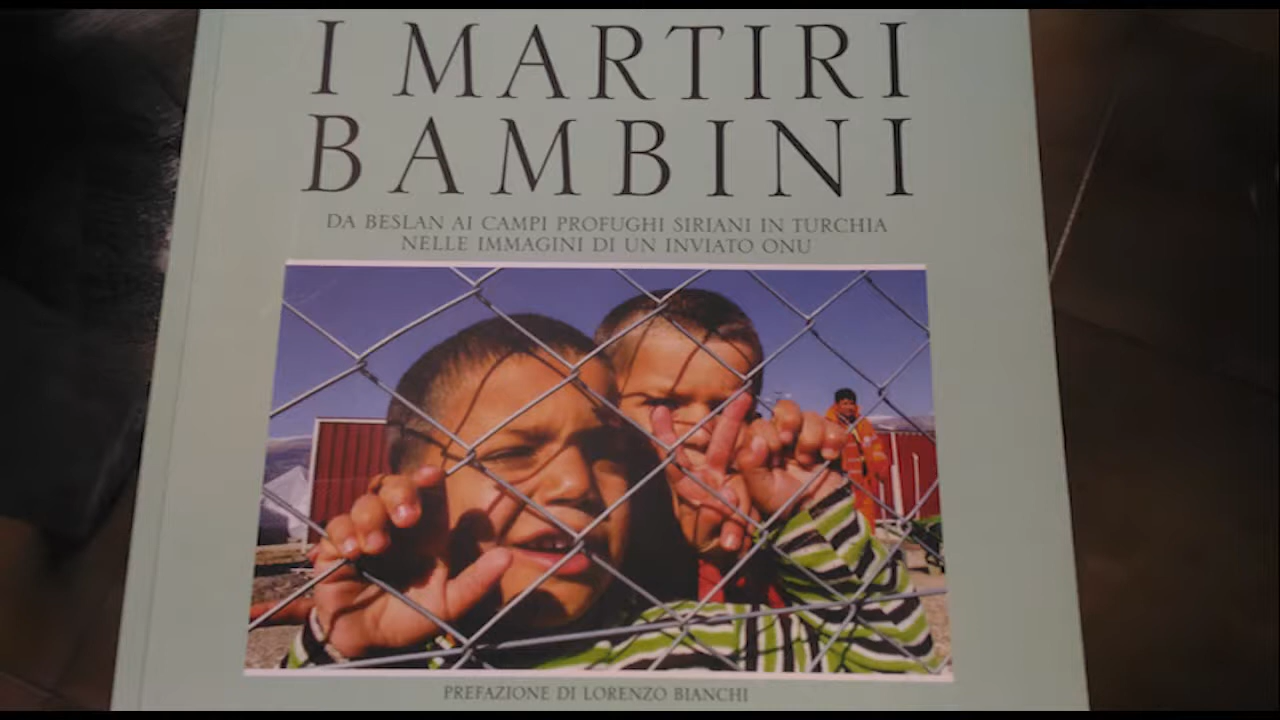 I MARTIRI
BAMBINI
DA BESLAN AI CAMPI PROFUGHI SIRIANI IN TURCHIA
NELLE IMMAGINI DI UN INVIATO ONU
PREFAZIONE DI LORENZO BIANCHI